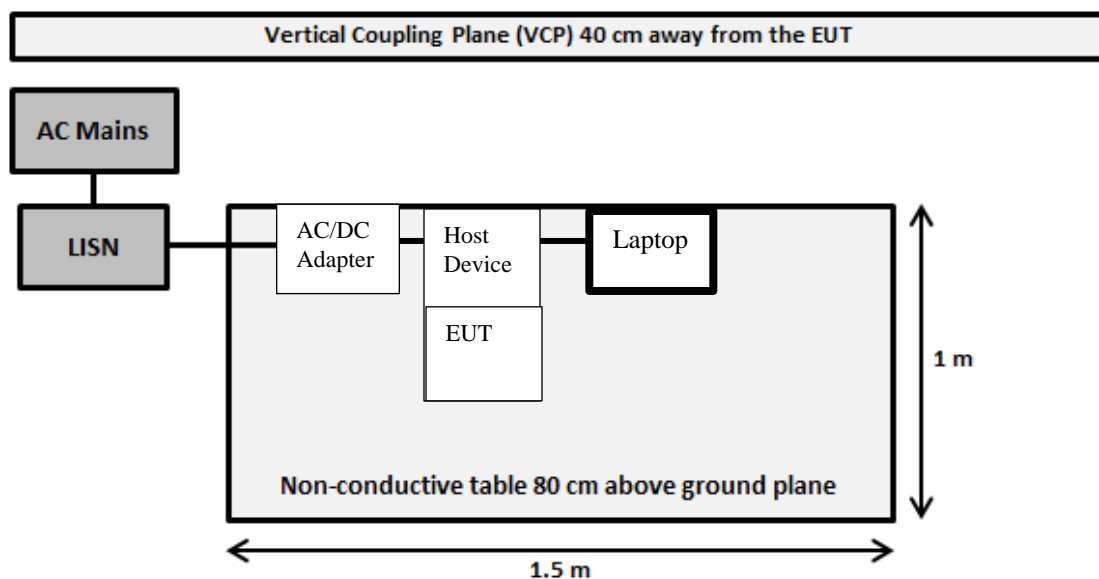 Vertical Coupling Plane (VCP) 40 cm away from the EUT
AC Mains
LISN
AC/DC
Adapter
Host
Device
Laptop
EUT
1 m
Non-conductive table 80 cm above ground plane
1.5 m